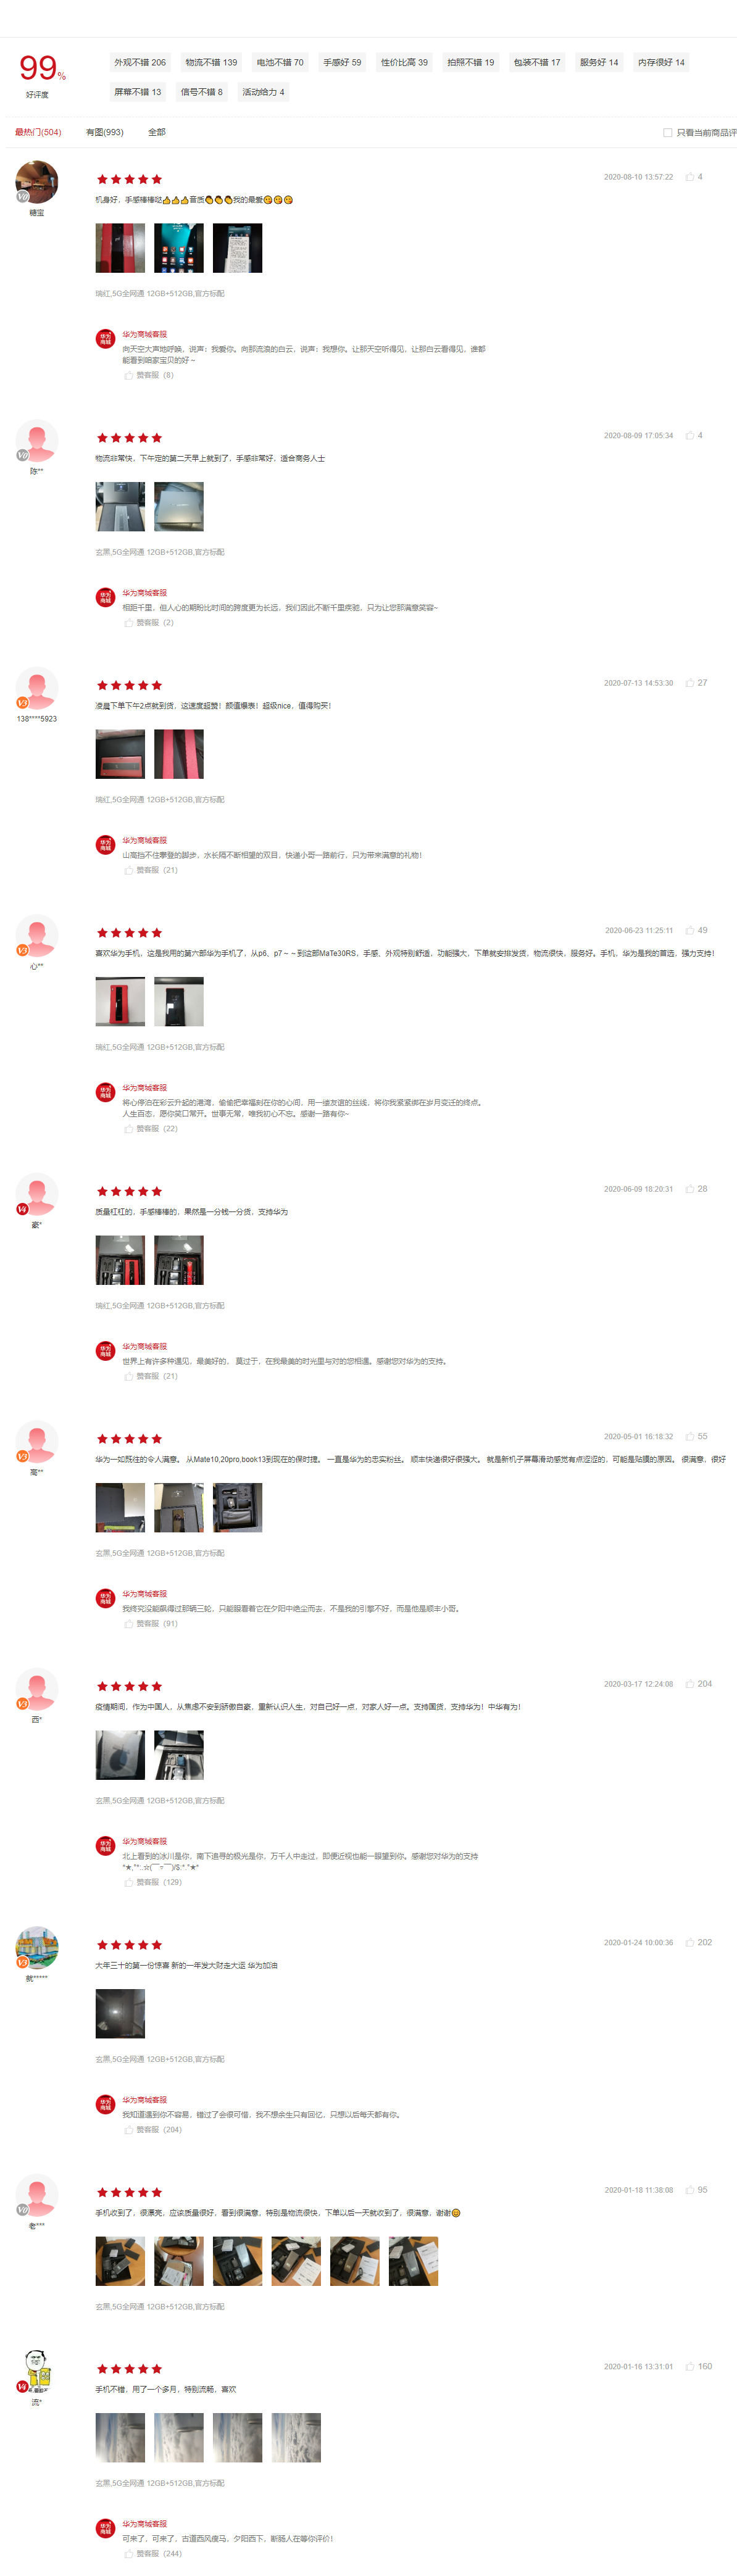 99%
好评度
外观不错 206
物流不错 139
电池不错 70
手感好 59
性价比高 39
拍照不错 19
包装不错 17
服务好 14
内存很好 14
屏幕不错 13
信号不错 8
活动给力 4
最热门(504)
有图(993)
全部
只看当前商品评
糖宝
2020-08-10 13:57:22
4
机身好，手感棒棒哒👍👍👍音质👏👏👏我的最爱😘😘😘
瑞红,5G全网通 12GB+512GB,官方标配
华为商城客服
向天空大声地呼唤，说声：我爱你。向那流浪的白云，说声：我想你。让那天空听得见，让那白云看得见，谁都
能看到咱家宝贝的好～
赞客服（8）
陈**
2020-08-09 17:05:34
4
物流非常快，下午定的第二天早上就到了，手感非常好，适合商务人士
玄黑,5G全网通 12GB+512GB,官方标配
华为商城客服
相距千里，但人心的期盼比时间的跨度更为长远，我们因此不断千里疾驰，只为让您那满意笑容~
赞客服（2）
138****5923
2020-07-13 14:53:30
27
凌晨下单下午2点就到货，这速度超赞！颜值爆表！超级nice，值得购买！
瑞红,5G全网通 12GB+512GB,官方标配
华为商城客服
山高挡不住攀登的脚步，水长隔不断相望的双目，快递小哥一路前行，只为带来满意的礼物！
赞客服（21）
心**
2020-06-23 11:25:11
49
喜欢华为手机，这是我用的第六部华为手机了，从p6、p7～～到这部MaTe30RS，手感、外观特别舒适，功能强大，下单就安排发货，物流很快，服务好。手机，华为是我的首选，强力支持！
瑞红,5G全网通 12GB+512GB,官方标配
华为商城客服
将心停泊在彩云升起的港湾，偷偷把幸福刻在你的心间，用一缕友谊的丝线，将你我紧紧绑在岁月变迁的终点。
人生百态，愿你笑口常开。世事无常，唯我初心不忘。感谢一路有你~
赞客服（22）
豪*
2020-06-09 18:20:31
28
质量杠杠的，手感棒棒的，果然是一分钱一分货，支持华为
瑞红,5G全网通 12GB+512GB,官方标配
华为商城客服
世界上有许多种遇见，最美好的， 莫过于，在我最美的时光里与对的您相遇。感谢您对华为的支持。
赞客服（21）
高**
2020-05-01 16:18:32
55
华为一如既往的令人满意。 从Mate10,20pro,book13到现在的保时捷。 一直是华为的忠实粉丝。 顺丰快递很好很强大。 就是新机子屏幕滑动感觉有点涩涩的，可能是贴膜的原因。 很满意，很好
玄黑,5G全网通 12GB+512GB,官方标配
华为商城客服
我终究没能飙得过那辆三轮，只能眼看着它在夕阳中绝尘而去，不是我的引擎不好，而是他是顺丰小哥。
赞客服（91）
西*
2020-03-17 12:24:08
204
疫情期间，作为中国人，从焦虑不安到骄傲自豪，重新认识人生，对自己好一点，对家人好一点。支持国货，支持华为！中华有为！
玄黑,5G全网通 12GB+512GB,官方标配
华为商城客服
北上看到的冰川是你，南下追寻的极光是你，万千人中走过，即便近视也能一眼望到你。感谢您对华为的支持
*★,°*:.☆(￣▽￣)/$:*.°★*
赞客服（129）
就*****
2020-01-24 10:00:36
202
大年三十的第一份惊喜 新的一年发大财走大运 华为加油
玄黑,5G全网通 12GB+512GB,官方标配
华为商城客服
我知道遇到你不容易，错过了会很可惜，我不想余生只有回忆，只想以后每天都有你。
赞客服（204）
老***
2020-01-18 11:38:08
95
手机收到了，很漂亮，应该质量很好，看到很满意，特别是物流很快，下单以后一天就收到了，很满意，谢谢😊
玄黑,5G全网通 12GB+512GB,官方标配
流*
2020-01-16 13:31:01
160
手机不错，用了一个多月，特别流畅，喜欢
玄黑,5G全网通 12GB+512GB,官方标配
华为商城客服
可来了，可来了，古道西风瘦马，夕阳西下，断肠人在等你评价！
赞客服（244）